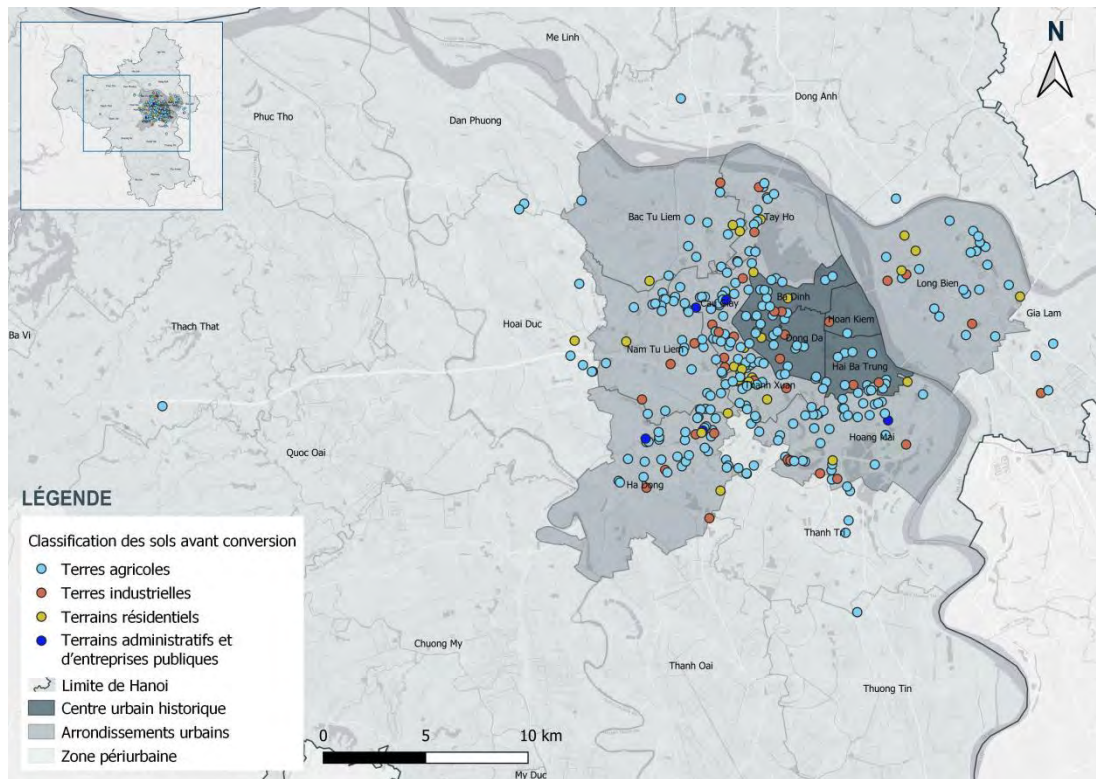 N
Me Linh
Dong Anh
Phuc Tho
Dan Phuong
Bac Tu Liem
Tay Ho
Long Bien
Cau Giay
Ba Dinh
Hoan Kiem
Gia Lam
Ba Vi
Thach That
Hoai Duc
Nam Tu Liem
Dong Da
Hai Ba Trung
Thanh Xuan
Hoang Mai
Quoc Oai
Ha Dong
LÉGENDE
Classification des sols avant conversion
Terres agricoles
Terres industrielles
Terrains résidentiels
Terrains administratifs et
d'entreprises publiques
Limite de Hanoi
Centre urbain historique
Arrondissements urbains
Zone périurbaine
0 5 10 km
Chuong My
Thanh Oai
Thuong Tin
My Duc